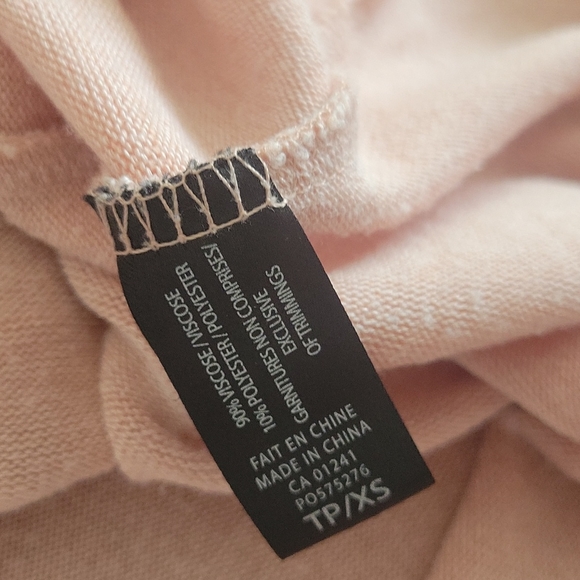 90% VISCOSE / VISCOSE
10% POLYESTER / POLYESTER
GARNITURES NON COMPRISES/
EXCLUSIVE
OF TRIMMINGS
FAIT EN CHINE
MADE IN CHINA
CA 01241
PO575276
TP/XS